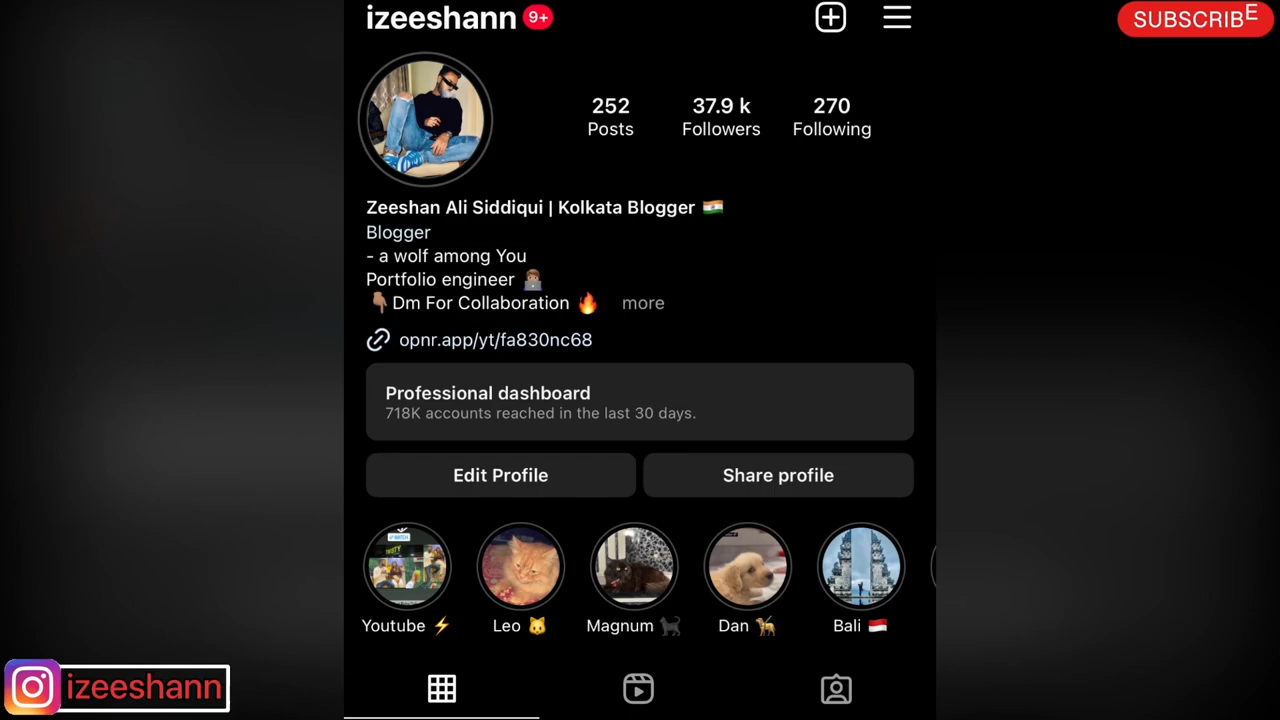 izeeshann 9+
SUBSCRIBE
252
Posts
37.9 k
Followers
270
Following
Zeeshan Ali Siddiqui | Kolkata Blogger 🇮🇳
Blogger
- a wolf among You
Portfolio engineer 👨🏽‍💻
👇🏽Dm For Collaboration 🔥 more
opnr.app/yt/fa830nc68
Professional dashboard
718K accounts reached in the last 30 days.
Edit Profile
Share profile
Youtube ⚡
Leo 🐱
Magnum 🐈‍⬛
Dan 🐕‍🦺
Bali 🇮🇩
izeeshann